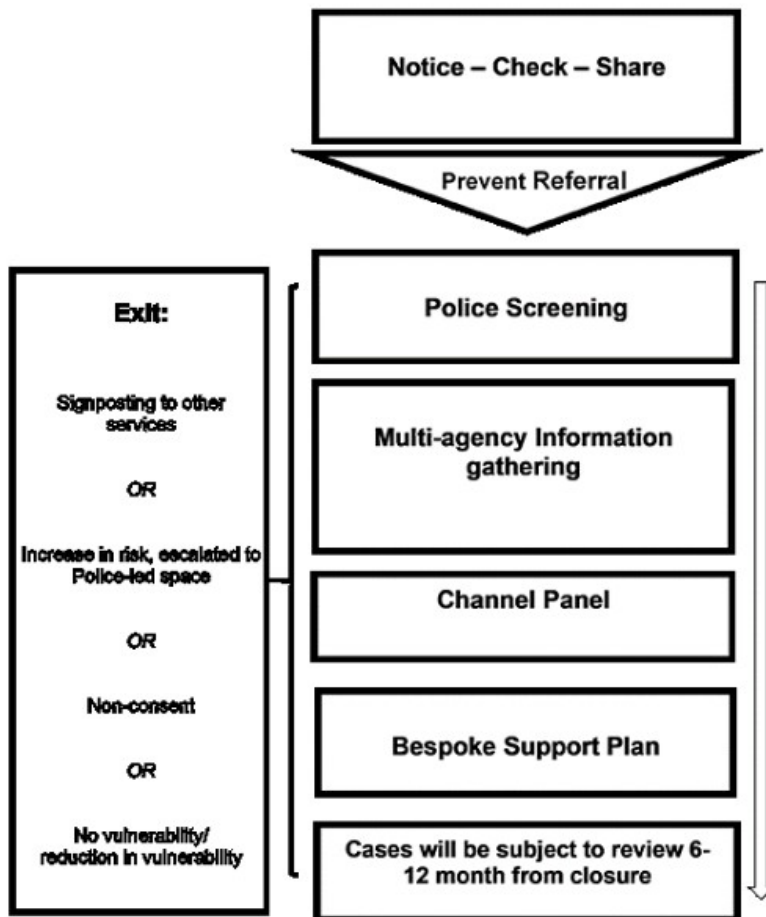 Notice – Check – Share
Prevent Referral
Police Screening
Multi-agency Information
gathering
Channel Panel
Bespoke Support Plan
Cases will be subject to review 6-
12 month from closure
Exit:
Signposting to other
services
OR
Increase in risk, escalated to
Police-led space
OR
Non-consent
OR
No vulnerability/
reduction in vulnerability